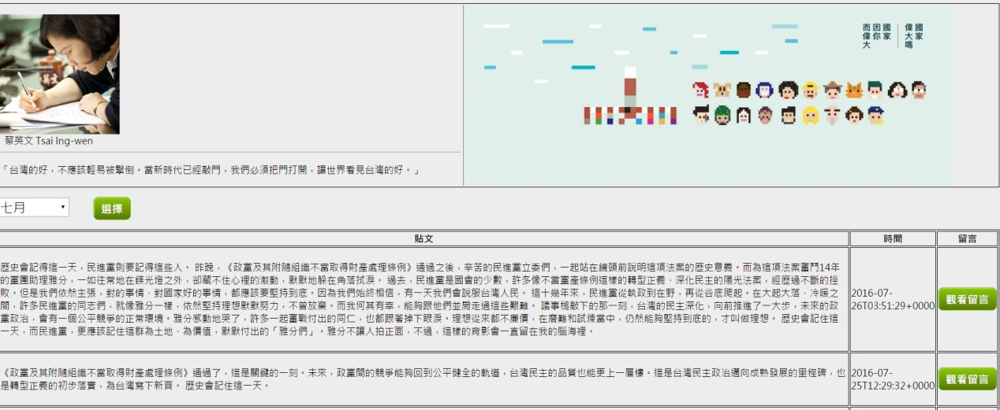 蔡英文 Tsai Ing-wen
「台灣的好，不應該輕易被擊倒。當新時代已經敲門，我們必須把門打開，讓世界看見台灣的好。」
國家
偉大嗎
國家
因你
而偉大
七月
選擇
貼文 時間 留言
歷史會記得這一天，民進黨則要記得這些人。 昨晚，《政黨及其附隨組織不當取得財產處理條例》通過之後，辛苦的民進黨立委們，一起站在鏡頭前說明這項法案的歷史意義。而為這項法案奮鬥14年
的黨團助理雅分，一如往常地在鎂光燈之外，卻藏不住心裡的激動，默默地躲在角落拭淚。 過去，民進黨是國會的少數，許多像不當黨產條例這樣的轉型正義、深化民主的陽光法案，經歷過不斷的挫
敗。但是我們依然主張，對的事情、對國家好的事情，都應該要堅持到底。因為我們始終相信，有一天我們會說服台灣人民。 這十幾年來，民進黨從執政到在野，再從谷底爬起。在大起大落、冷暖之
間，許多民進黨的同志們，就像雅分一樣，依然堅持理想默默努力，不曾放棄。而我何其有幸，能夠跟他們並肩走過這些艱難。 議事槌敲下的那一刻，台灣的民主深化，向前推進了一大步，未來的政
黨政治，會有一個公平競爭的正常環境。雅分感動地哭了，許多一起奮戰付出的同仁，也都跟著掉下眼淚。理想從來都不廉價，在磨難和試煉當中，仍然能夠堅持到底的，才叫做理想。 歷史會記住這
一天，而民進黨，更應該記住這群為土地、為價值，默默付出的「雅分們」。雅分不讓人拍正面，不過，這樣的背影會一直留在我的腦海裡。
2016-07-
26T03:51:29+0000
觀看留言
《政黨及其附隨組織不當取得財產處理條例》通過了，這是關鍵的一刻。未來，政黨間的競爭能夠回到公平健全的軌道，台灣民主的品質也能更上一層樓。這是台灣民主政治邁向成熟發展的里程碑，也
是轉型正義的初步落實，為台灣寫下新頁。 歷史會記住這一天。
2016-07-
25T12:29:32+0000
觀看留言